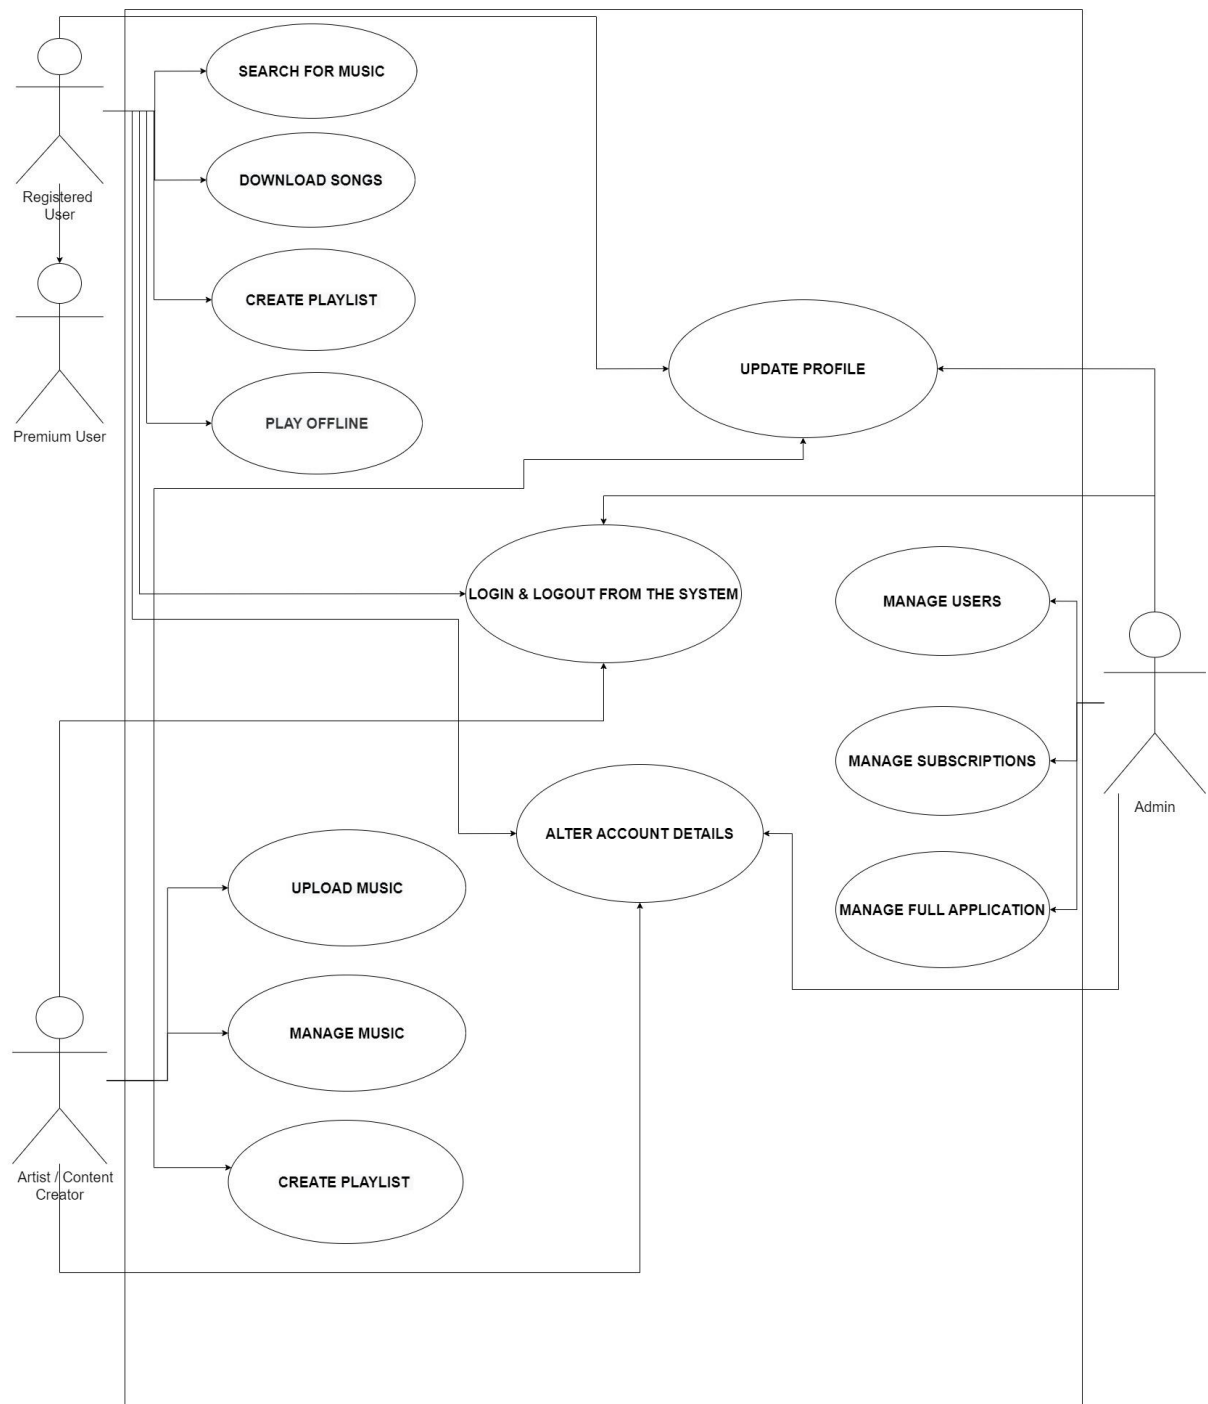 SEARCH FOR MUSIC
DOWNLOAD SONGS
Registered
User
CREATE PLAYLIST
UPDATE PROFILE
PLAY OFFLINE
Premium User
LOGIN & LOGOUT FROM THE SYSTEM
MANAGE USERS
MANAGE SUBSCRIPTIONS
Admin
ALTER ACCOUNT DETAILS
UPLOAD MUSIC
MANAGE FULL APPLICATION
MANAGE MUSIC
Artist / Content
Creator
CREATE PLAYLIST